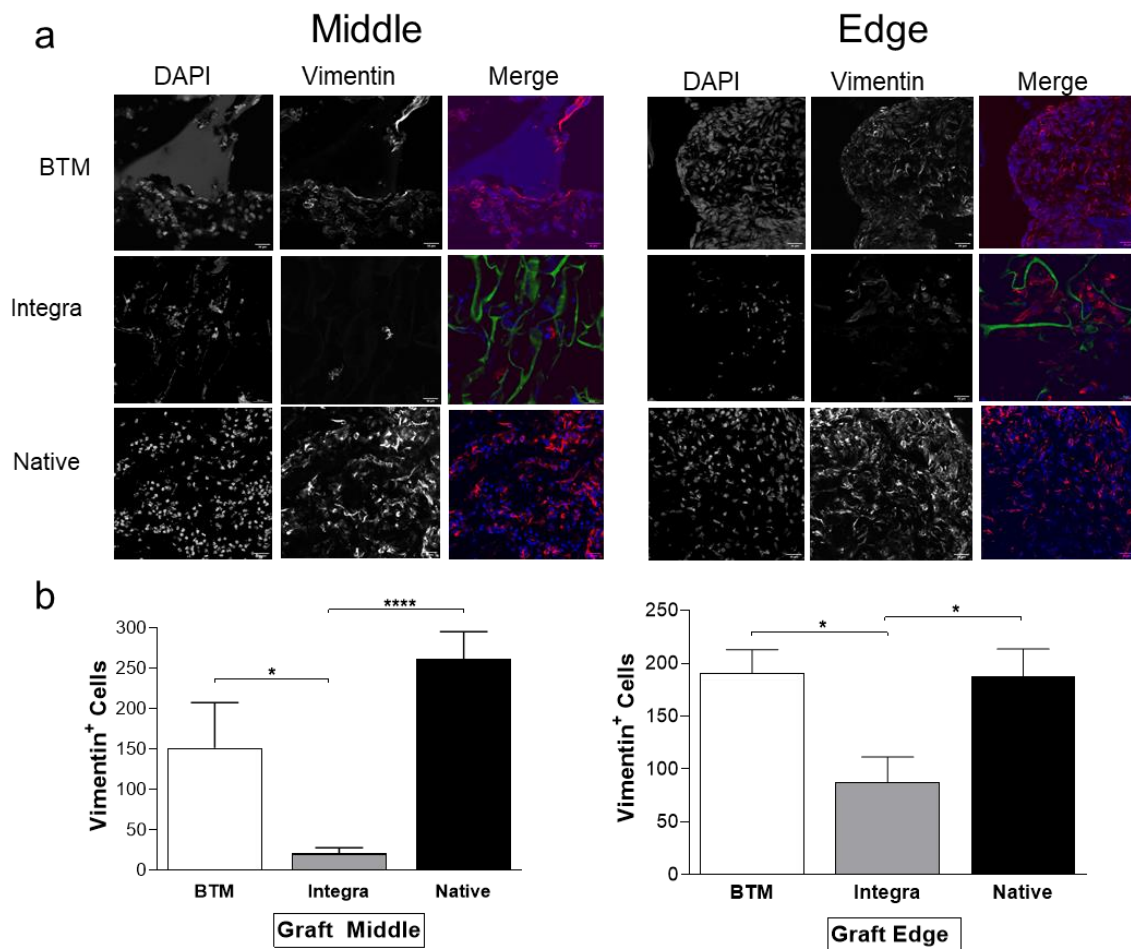 a
Middle
Edge
DAPI Vimentin Merge
DAPI Vimentin Merge
BTM
Integra
Native
b
Vimentin⁺ Cells
300
250
200
150
100
50
0
*
****
BTM Integra Native
Graft Middle
Vimentin⁺ Cells
250
200
150
100
50
0
*
*
BTM Integra Native
Graft Edge